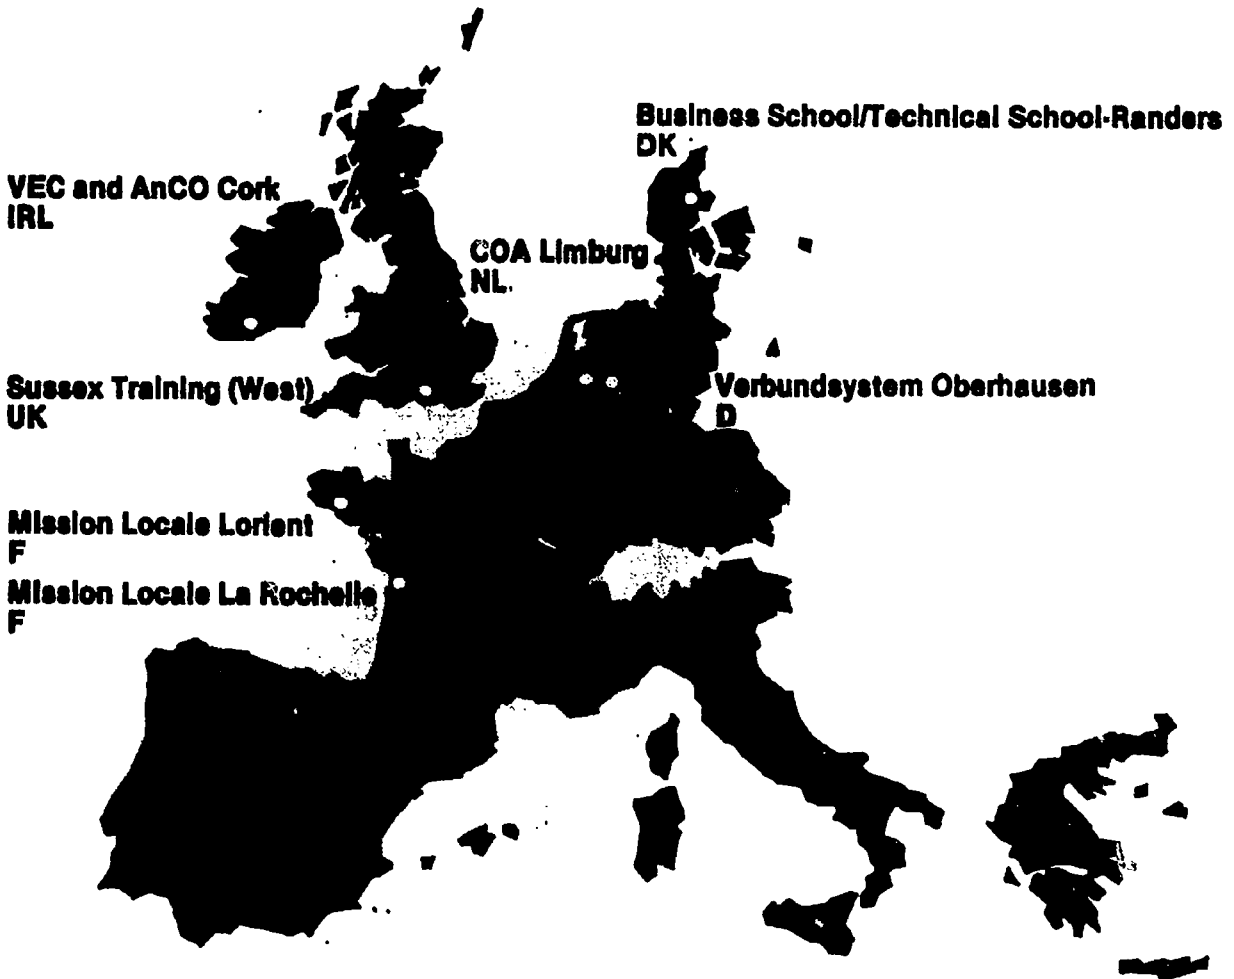 Business School/Technical School-Randers
DK
VEC and AnCO Cork
IRL
COA Limburg
NL
Sussex Training (West)
UK
Verbundsystem Oberhausen
D
Mission Locale Lorient
F
Mission Locale La Rochelle
F